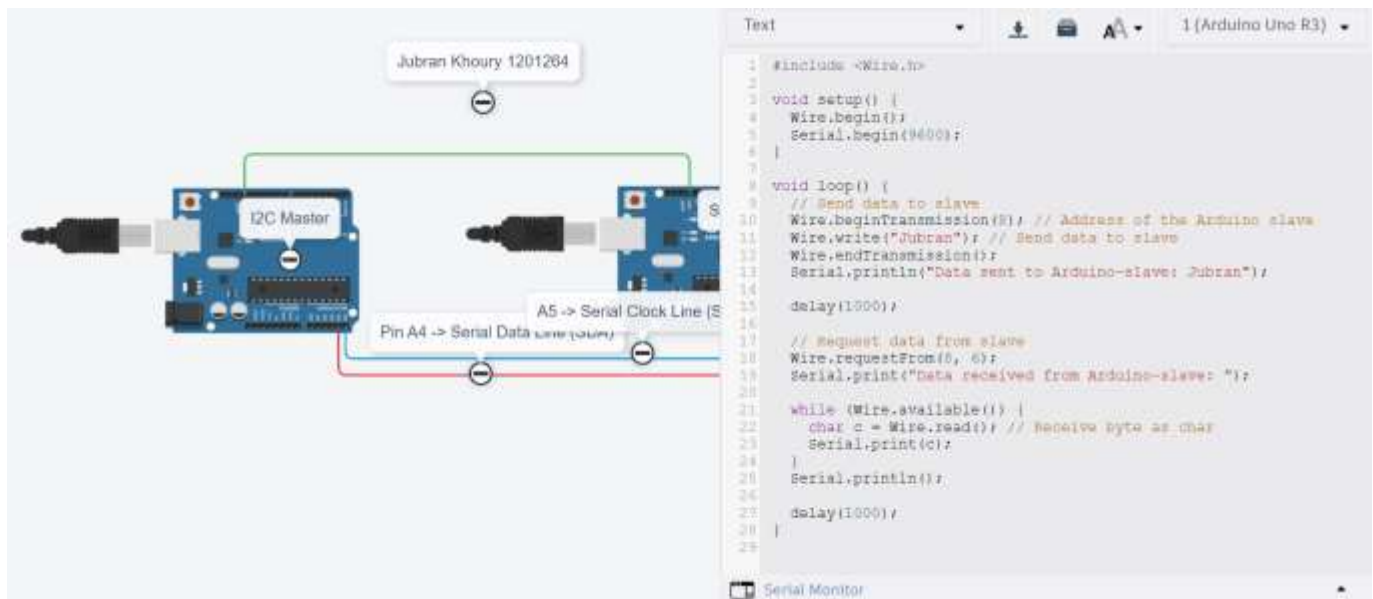 Jubran Khoury 1201264
I2C Master
S
A5 -> Serial Clock Line (S
Pin A4 -> Serial Data Line (SDA)
Text
1 (Arduino Uno R3)
1 #include <Wire.h>
2
3 void setup() {
4 Wire.begin();
5 Serial.begin(9600);
6 }
7
8 void loop() {
9 // Send data to slave
10 Wire.beginTransmission(8); // Address of the Arduino slave
11 Wire.write("Jubran"); // Send data to slave
12 Wire.endTransmission();
13 Serial.println("Data sent to Arduino-slave: Jubran");
14
15 delay(1000);
16
17 // Request data from slave
18 Wire.requestFrom(8, 6);
19 Serial.print("Data received from Arduino-slave: ");
20
21 while (Wire.available()) {
22 char c = Wire.read(); // Receive byte as char
23 Serial.print(c);
24 }
25 Serial.println();
26
27 delay(1000);
28 }
29
Serial Monitor